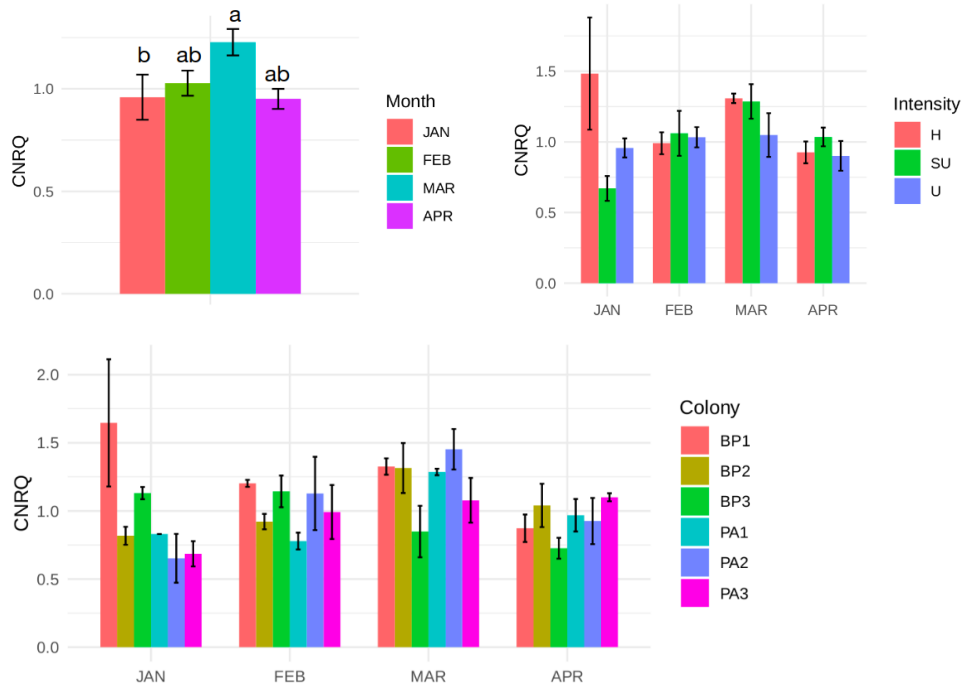 CNRQ
1.0
0.5
0.0
b
ab
a
ab
Month
JAN
FEB
MAR
APR
CNRQ
1.5
1.0
0.5
0.0
JAN FEB MAR APR
Intensity
H
SU
U
CNRQ
2.0
1.5
1.0
0.5
0.0
JAN FEB MAR APR
Colony
BP1
BP2
BP3
PA1
PA2
PA3